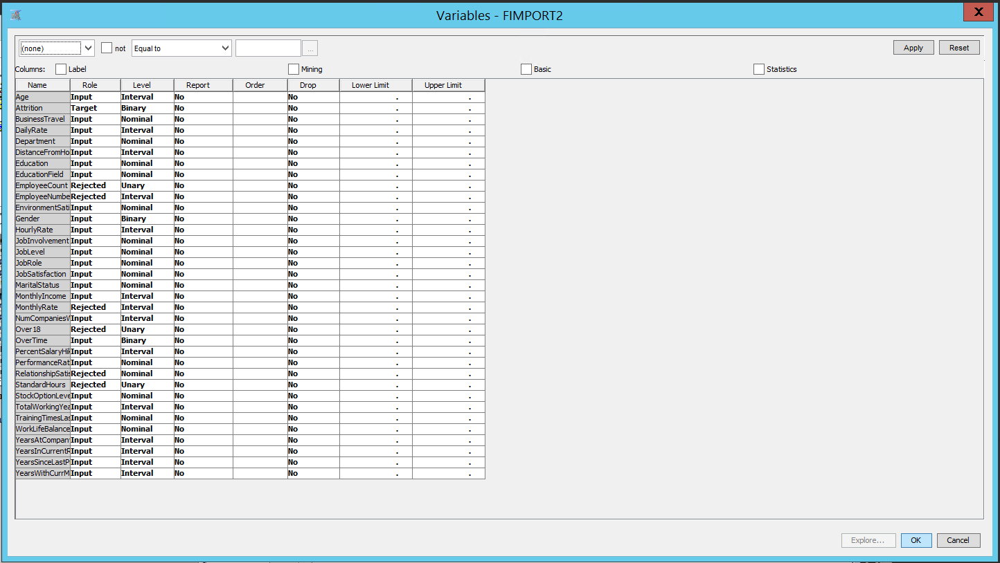 Variables - FIMPORT2
X
(none) not Equal to ... Apply Reset
Columns: Label Mining Basic Statistics
Name Role Level Report Order Drop Lower Limit Upper Limit
Age Input Interval No No . .
Attrition Target Binary No No . .
BusinessTravel Input Nominal No No . .
DailyRate Input Interval No No . .
Department Input Nominal No No . .
DistanceFromHo Input Interval No No . .
Education Input Nominal No No . .
EducationField Input Nominal No No . .
EmployeeCount Rejected Unary No No . .
EmployeeNumbe Rejected Interval No No . .
EnvironmentSati Input Nominal No No . .
Gender Input Binary No No . .
HourlyRate Input Interval No No . .
JobInvolvement Input Nominal No No . .
JobLevel Input Nominal No No . .
JobRole Input Nominal No No . .
JobSatisfaction Input Nominal No No . .
MaritalStatus Input Nominal No No . .
MonthlyIncome Input Interval No No . .
MonthlyRate Rejected Interval No No . .
NumCompaniesW Input Interval No No . .
Over18 Rejected Unary No No . .
OverTime Input Binary No No . .
PercentSalaryHik Input Interval No No . .
PerformanceRat Input Nominal No No . .
RelationshipSatis Rejected Nominal No No . .
StandardHours Rejected Unary No No . .
StockOptionLeve Input Nominal No No . .
TotalWorkingYea Input Interval No No . .
TrainingTimesLas Input Nominal No No . .
WorkLifeBalance Input Nominal No No . .
YearsAtCompan Input Interval No No . .
YearsInCurrentR Input Interval No No . .
YearsSinceLastP Input Interval No No . .
YearsWithCurrM Input Interval No No . .
Explore... OK Cancel